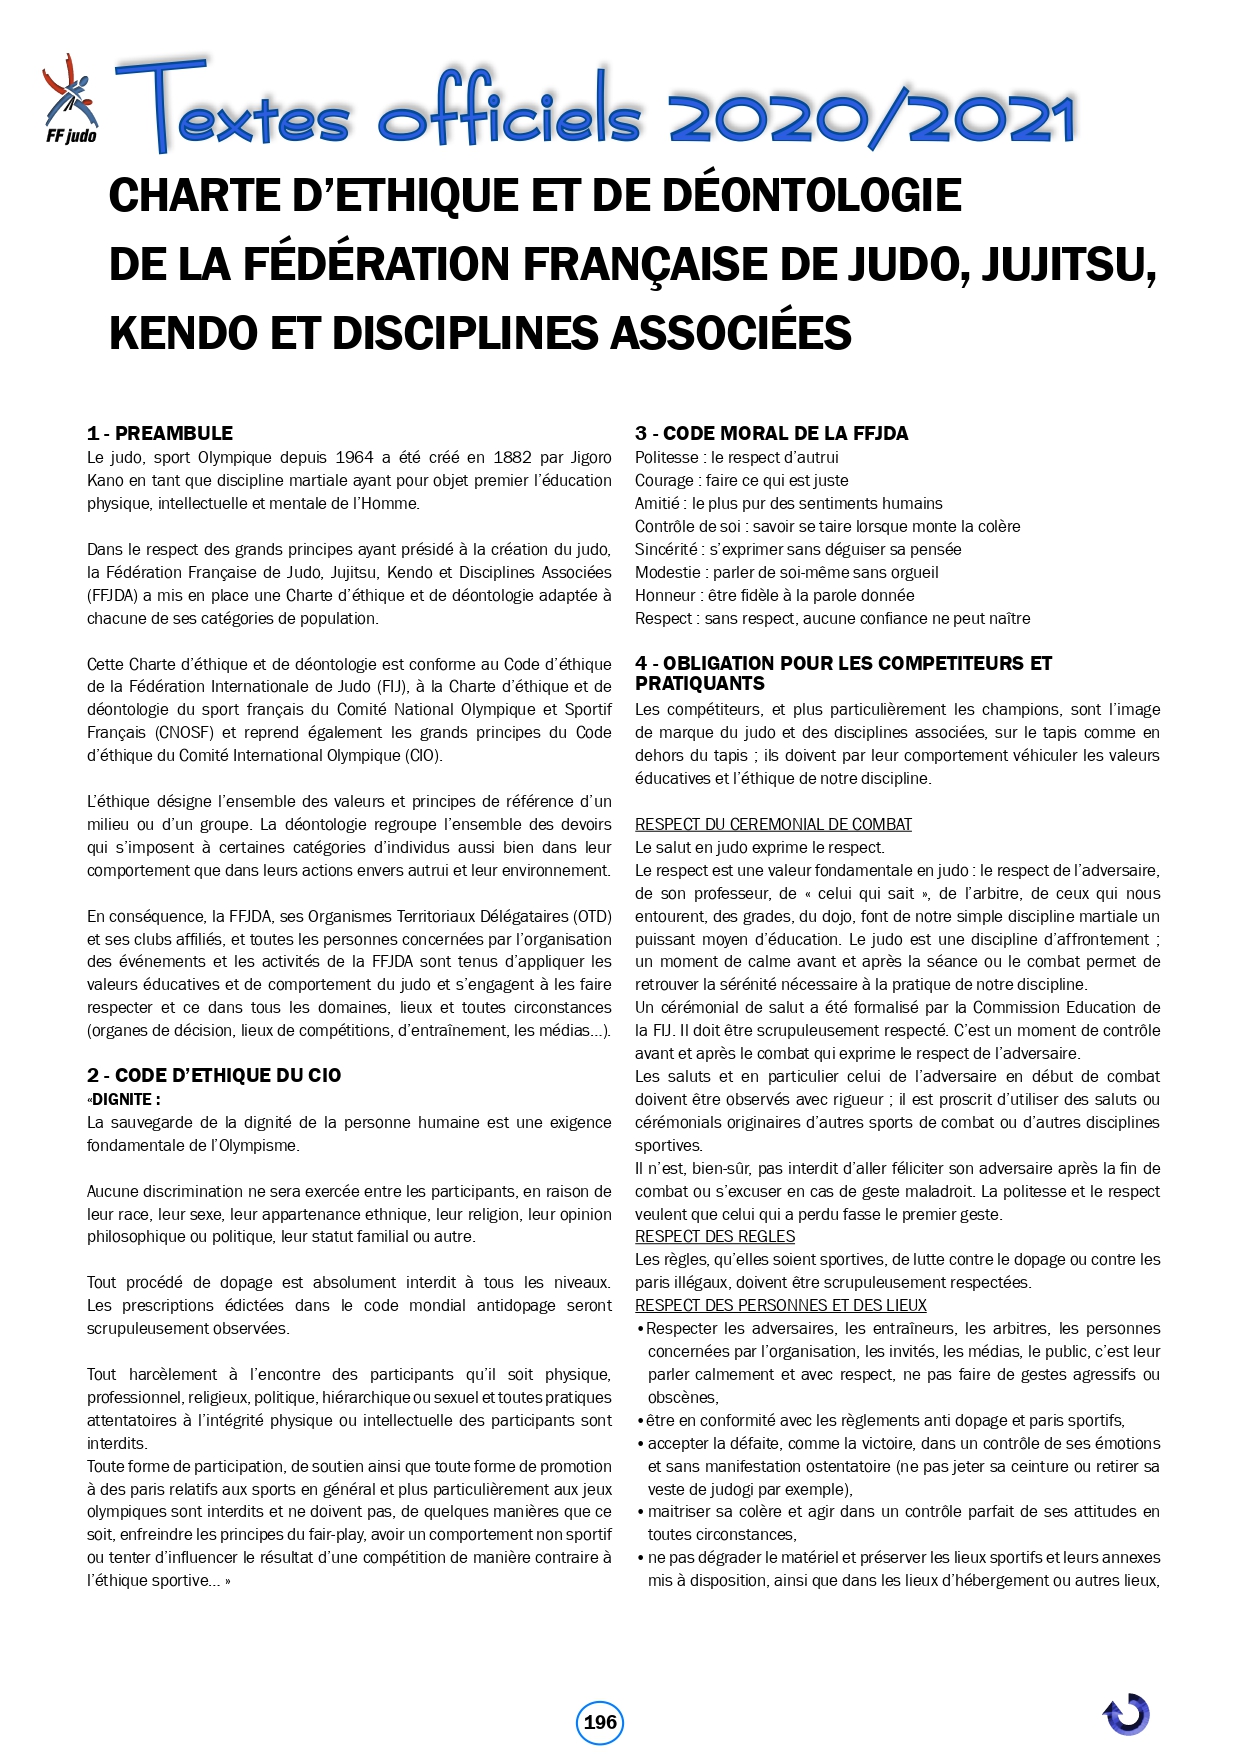 FF judo
Textes officiels 2020/2021
CHARTE D’ETHIQUE ET DE DÉONTOLOGIE
DE LA FÉDÉRATION FRANÇAISE DE JUDO, JUJITSU,
KENDO ET DISCIPLINES ASSOCIÉES
1 - PREAMBULE
Le judo, sport Olympique depuis 1964 a été créé en 1882 par Jigoro
Kano en tant que discipline martiale ayant pour objet premier l’éducation
physique, intellectuelle et mentale de l’Homme.
Dans le respect des grands principes ayant présidé à la création du judo,
la Fédération Française de Judo, Jujitsu, Kendo et Disciplines Associées
(FFJDA) a mis en place une Charte d’éthique et de déontologie adaptée à
chacune de ses catégories de population.
Cette Charte d’éthique et de déontologie est conforme au Code d’éthique
de la Fédération Internationale de Judo (FIJ), à la Charte d’éthique et de
déontologie du sport français du Comité National Olympique et Sportif
Français (CNOSF) et reprend également les grands principes du Code
d’éthique du Comité International Olympique (CIO).
L’éthique désigne l’ensemble des valeurs et principes de référence d’un
milieu ou d’un groupe. La déontologie regroupe l’ensemble des devoirs
qui s’imposent à certaines catégories d’individus aussi bien dans leur
comportement que dans leurs actions envers autrui et leur environnement.
En conséquence, la FFJDA, ses Organismes Territoriaux Délégataires (OTD)
et ses clubs affiliés, et toutes les personnes concernées par l’organisation
des événements et les activités de la FFJDA sont tenus d’appliquer les
valeurs éducatives et de comportement du judo et s’engagent à les faire
respecter et ce dans tous les domaines, lieux et toutes circonstances
(organes de décision, lieux de compétitions, d’entraînement, les médias...).
2 - CODE D’ETHIQUE DU CIO
«DIGNITE :
La sauvegarde de la dignité de la personne humaine est une exigence
fondamentale de l’Olympisme.
Aucune discrimination ne sera exercée entre les participants, en raison de
leur race, leur sexe, leur appartenance ethnique, leur religion, leur opinion
philosophique ou politique, leur statut familial ou autre.
Tout procédé de dopage est absolument interdit à tous les niveaux.
Les prescriptions édictées dans le code mondial antidopage seront
scrupuleusement observées.
Tout harcèlement à l’encontre des participants qu’il soit physique,
professionnel, religieux, politique, hiérarchique ou sexuel et toutes pratiques
attentatoires à l’intégrité physique ou intellectuelle des participants sont
interdits.
Toute forme de participation, de soutien ainsi que toute forme de promotion
à des paris relatifs aux sports en général et plus particulièrement aux jeux
olympiques sont interdits et ne doivent pas, de quelques manières que ce
soit, enfreindre les principes du fair-play, avoir un comportement non sportif
ou tenter d’influencer le résultat d’une compétition de manière contraire à
l’éthique sportive... »
3 - CODE MORAL DE LA FFJDA
Politesse : le respect d’autrui
Courage : faire ce qui est juste
Amitié : le plus pur des sentiments humains
Contrôle de soi : savoir se taire lorsque monte la colère
Sincérité : s’exprimer sans déguiser sa pensée
Modestie : parler de soi-même sans orgueil
Honneur : être fidèle à la parole donnée
Respect : sans respect, aucune confiance ne peut naître
4 - OBLIGATION POUR LES COMPETITEURS ET
PRATIQUANTS
Les compétiteurs, et plus particulièrement les champions, sont l’image
de marque du judo et des disciplines associées, sur le tapis comme en
dehors du tapis ; ils doivent par leur comportement véhiculer les valeurs
éducatives et l’éthique de notre discipline.
RESPECT DU CEREMONIAL DE COMBAT
Le salut en judo exprime le respect.
Le respect est une valeur fondamentale en judo : le respect de l’adversaire,
de son professeur, de « celui qui sait », de l’arbitre, de ceux qui nous
entourent, des grades, du dojo, font de notre simple discipline martiale un
puissant moyen d’éducation. Le judo est une discipline d’affrontement ;
un moment de calme avant et après la séance ou le combat permet de
retrouver la sérénité nécessaire à la pratique de notre discipline.
Un cérémonial de salut a été formalisé par la Commission Education de
la FIJ. Il doit être scrupuleusement respecté. C’est un moment de contrôle
avant et après le combat qui exprime le respect de l’adversaire.
Les saluts et en particulier celui de l’adversaire en début de combat
doivent être observés avec rigueur ; il est proscrit d’utiliser des saluts ou
cérémonials originaires d’autres sports de combat ou d’autres disciplines
sportives.
Il n’est, bien-sûr, pas interdit d’aller féliciter son adversaire après la fin de
combat ou s’excuser en cas de geste maladroit. La politesse et le respect
veulent que celui qui a perdu fasse le premier geste.
RESPECT DES REGLES
Les règles, qu’elles soient sportives, de lutte contre le dopage ou contre les
paris illégaux, doivent être scrupuleusement respectées.
RESPECT DES PERSONNES ET DES LIEUX
•Respecter les adversaires, les entraîneurs, les arbitres, les personnes
concernées par l’organisation, les invités, les médias, le public, c’est leur
parler calmement et avec respect, ne pas faire de gestes agressifs ou
obscènes,
•être en conformité avec les règlements anti dopage et paris sportifs,
• accepter la défaite, comme la victoire, dans un contrôle de ses émotions
et sans manifestation ostentatoire (ne pas jeter sa ceinture ou retirer sa
veste de judogi par exemple),
• maitriser sa colère et agir dans un contrôle parfait de ses attitudes en
toutes circonstances,
• ne pas dégrader le matériel et préserver les lieux sportifs et leurs annexes
mis à disposition, ainsi que dans les lieux d’hébergement ou autres lieux,
196